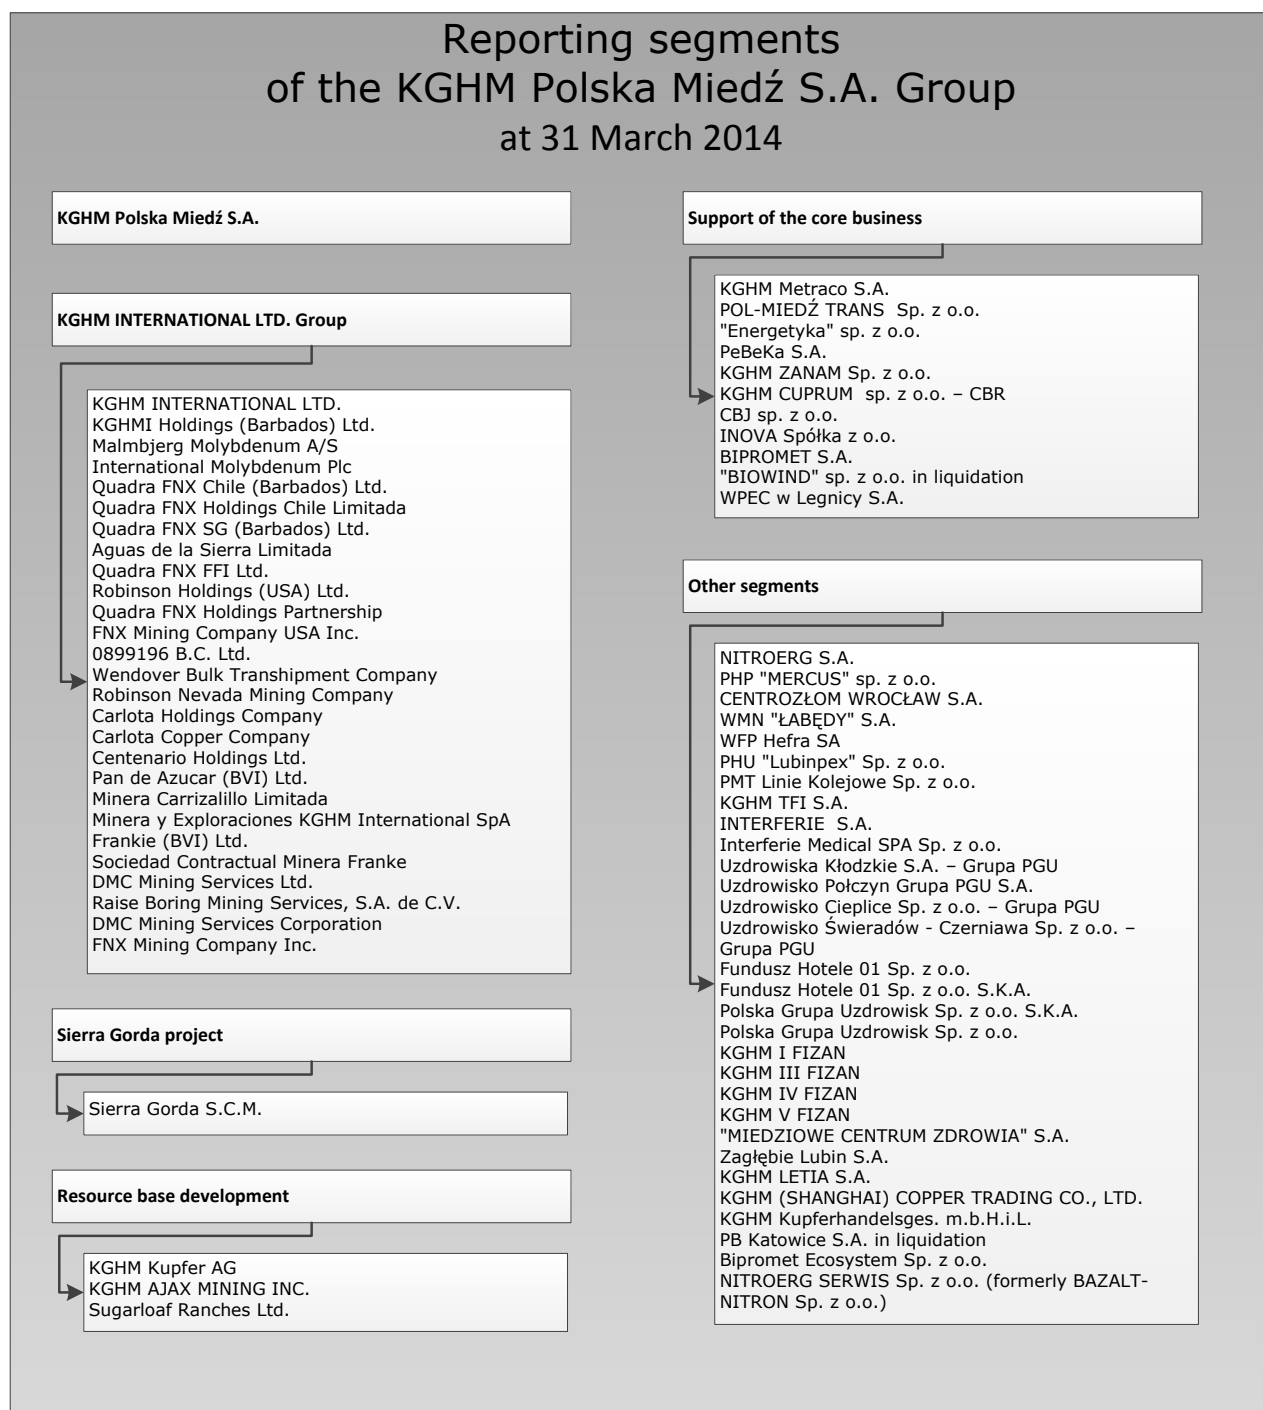 Reporting segments
of the KGHM Polska Miedź S.A. Group
at 31 March 2014
KGHM Polska Miedź S.A.
KGHM INTERNATIONAL LTD. Group
KGHM INTERNATIONAL LTD.
KGHMI Holdings (Barbados) Ltd.
Malmbjerg Molybdenum A/S
International Molybdenum Plc
Quadra FNX Chile (Barbados) Ltd.
Quadra FNX Holdings Chile Limitada
Quadra FNX SG (Barbados) Ltd.
Aguas de la Sierra Limitada
Quadra FNX FFI Ltd.
Robinson Holdings (USA) Ltd.
Quadra FNX Holdings Partnership
FNX Mining Company USA Inc.
0899196 B.C. Ltd.
Wendover Bulk Transhipment Company
Robinson Nevada Mining Company
Carlota Holdings Company
Carlota Copper Company
Centenario Holdings Ltd.
Pan de Azucar (BVI) Ltd.
Minera Carrizalillo Limitada
Minera y Exploraciones KGHM International SpA
Frankie (BVI) Ltd.
Sociedad Contractual Minera Franke
DMC Mining Services Ltd.
Raise Boring Mining Services, S.A. de C.V.
DMC Mining Services Corporation
FNX Mining Company Inc.
Sierra Gorda project
Sierra Gorda S.C.M.
Resource base development
KGHM Kupfer AG
KGHM AJAX MINING INC.
Sugarloaf Ranches Ltd.
Support of the core business
KGHM Metraco S.A.
POL-MIEDŹ TRANS  Sp. z o.o.
"Energetyka" sp. z o.o.
PeBeKa S.A.
KGHM ZANAM Sp. z o.o.
KGHM CUPRUM  sp. z o.o. – CBR
CBJ sp. z o.o.
INOVA Spółka z o.o.
BIPROMET S.A.
"BIOWIND" sp. z o.o. in liquidation
WPEC w Legnicy S.A.
Other segments
NITROERG S.A.
PHP "MERCUS" sp. z o.o.
CENTROZŁOM WROCŁAW S.A.
WMN "ŁABĘDY" S.A.
WFP Hefra SA
PHU "Lubinpex" Sp. z o.o.
PMT Linie Kolejowe Sp. z o.o.
KGHM TFI S.A.
INTERFERIE  S.A.
Interferie Medical SPA Sp. z o.o.
Uzdrowiska Kłodzkie S.A. – Grupa PGU
Uzdrowisko Połczyn Grupa PGU S.A.
Uzdrowisko Cieplice Sp. z o.o. – Grupa PGU
Uzdrowisko Świeradów - Czerniawa Sp. z o.o. –
Grupa PGU
Fundusz Hotele 01 Sp. z o.o.
Fundusz Hotele 01 Sp. z o.o. S.K.A.
Polska Grupa Uzdrowisk Sp. z o.o. S.K.A.
Polska Grupa Uzdrowisk Sp. z o.o.
KGHM I FIZAN
KGHM III FIZAN
KGHM IV FIZAN
KGHM V FIZAN
"MIEDZIOWE CENTRUM ZDROWIA" S.A.
Zagłębie Lubin S.A.
KGHM LETIA S.A.
KGHM (SHANGHAI) COPPER TRADING CO., LTD.
KGHM Kupferhandelsges. m.b.H.i.L.
PB Katowice S.A. in liquidation
Bipromet Ecosystem Sp. z o.o.
NITROERG SERWIS Sp. z o.o. (formerly BAZALT-
NITRON Sp. z o.o.)